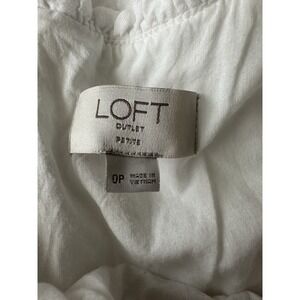 LOFT
OUTLET
PETITE
0P
MADE IN
VIETNAM